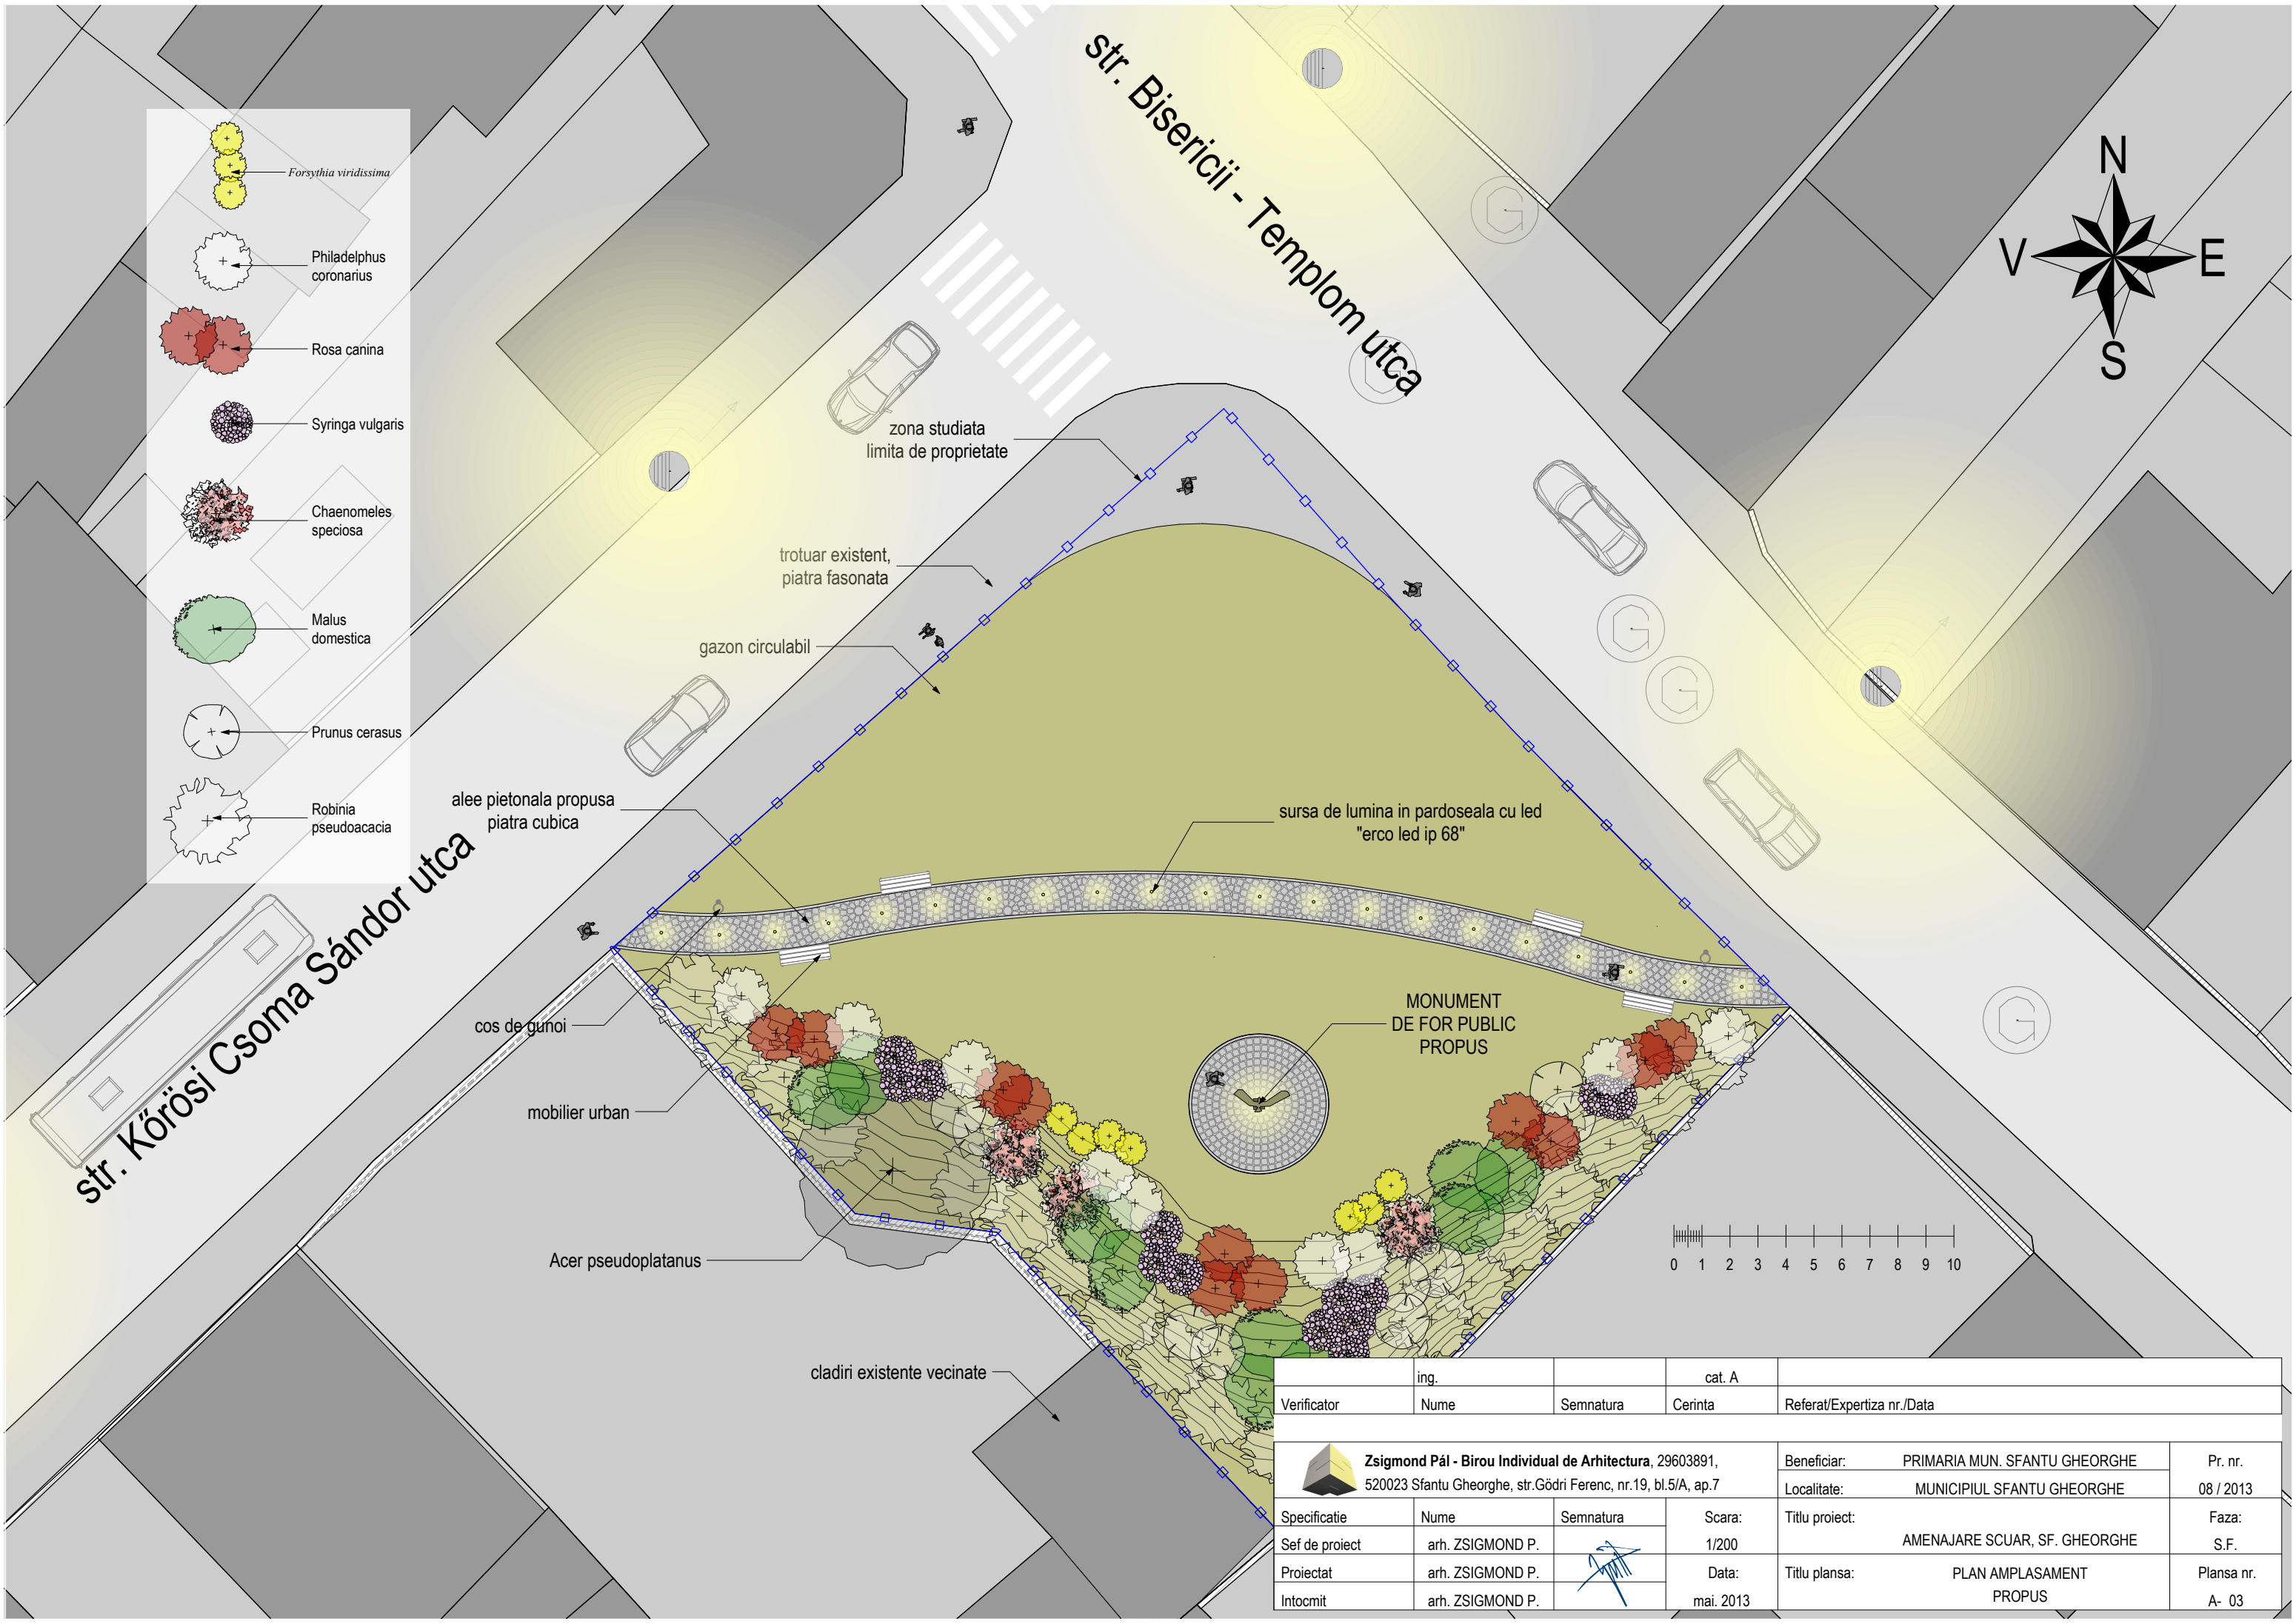 str. Bisericii - Templom utca
N
V
E
S
Forsythia viridissima
Philadelphus
coronarius
Rosa canina
Syringa vulgaris
Chaenomeles
speciosa
Malus
domestica
Prunus cerasus
Robinia
pseudoacacia
zona studiata
limita de proprietate
trotuar existent,
piatra fasonata
gazon circulabil
alee pietonala propusa
piatra cubica
sursa de lumina in pardoseala cu led
"erco led ip 68"
str. Kőrösi Csoma Sándor utca
cos de gunoi
MONUMENT
DE FOR PUBLIC
PROPUS
mobilier urban
Acer pseudoplatanus
cladiri existente vecinate
G
G
G
G
G
0 1 2 3 4 5 6 7 8 9 10
ing. cat. A
Verificator Nume Semnatura Cerinta Referat/Expertiza nr./Data
Zsigmond Pál - Birou Individual de Arhitectura, 29603891,
520023 Sfantu Gheorghe, str.Gödri Ferenc, nr.19, bl.5/A, ap.7
Beneficiar: PRIMARIA MUN. SFANTU GHEORGHE Pr. nr.
Localitate: MUNICIPIUL SFANTU GHEORGHE 08 / 2013
Specificatie Nume Semnatura Scara: Titlu proiect: Faza:
Sef de proiect arh. ZSIGMOND P. 1/200 AMENAJARE SCUAR, SF. GHEORGHE S.F.
Proiectat arh. ZSIGMOND P. Data: Titlu plansa: PLAN AMPLASAMENT Plansa nr.
Intocmit arh. ZSIGMOND P. mai. 2013 PROPUS A- 03